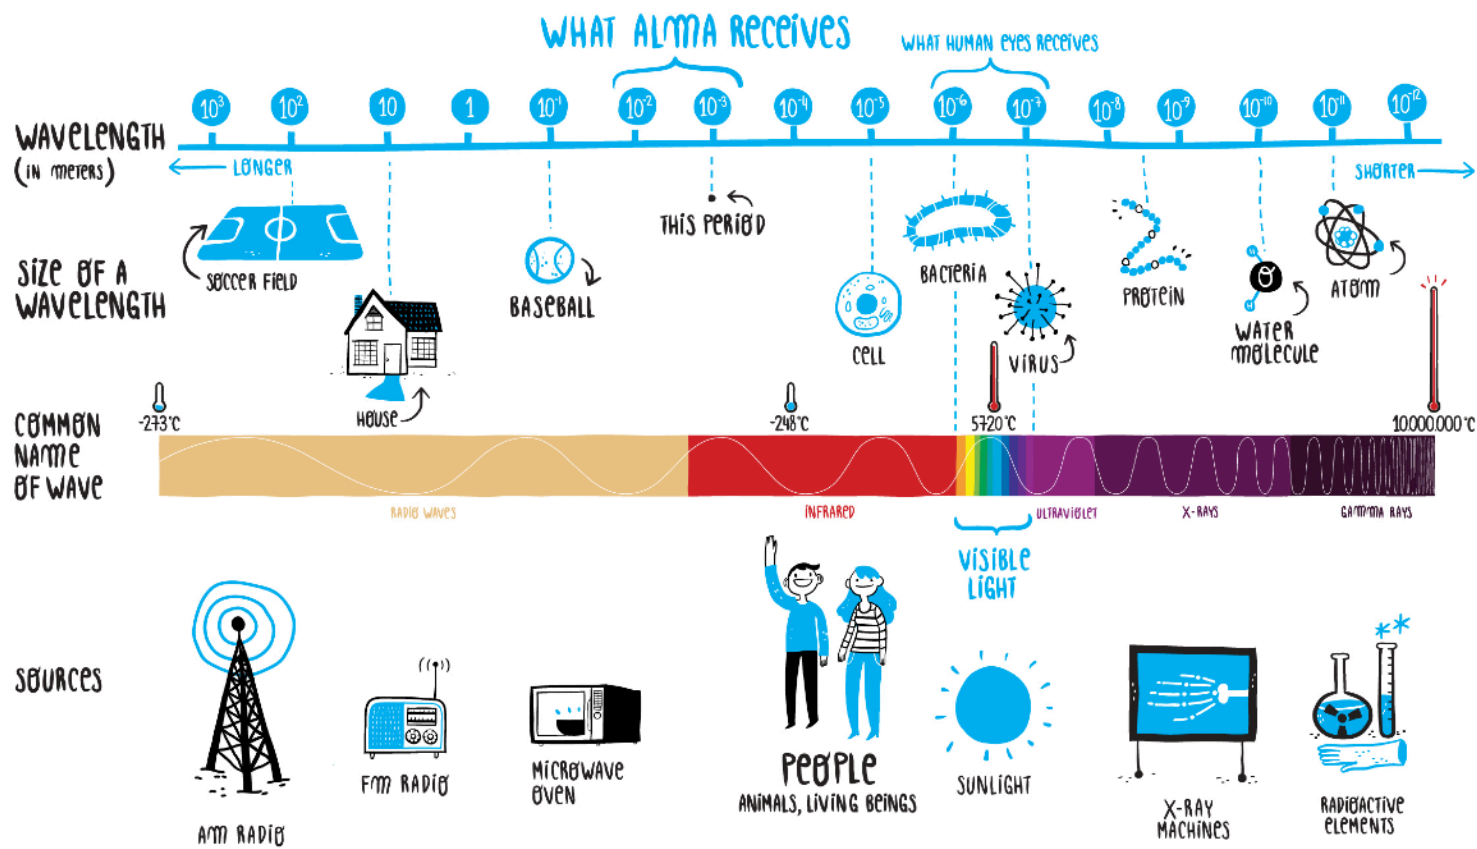 WHAT ALMA RECEIVES
WHAT HUMAN EYES RECEIVES
10³ 10² 10 1 10⁻¹ 10⁻² 10⁻³ 10⁻⁴ 10⁻⁵ 10⁻⁶ 10⁻⁷ 10⁻⁸ 10⁻⁹ 10⁻¹⁰ 10⁻¹¹ 10⁻¹²
WAVELENGTH
(IN METERS)
LONGER
SHORTER
SIZE OF A
WAVELENGTH
SOCCER FIELD
HOUSE
BASEBALL
THIS PERIOD
CELL
BACTERIA
VIRUS
PROTEIN
WATER
MOLECULE
ATOM
COMMON
NAME
OF WAVE
-273°C
-248°C
5720°C
10000.000°C
RADIO WAVES
INFRARED
ULTRAVIOLET
X-RAYS
GAMMA RAYS
VISIBLE
LIGHT
SOURCES
AM RADIO
FM RADIO
MICROWAVE
OVEN
PEOPLE
ANIMALS, LIVING BEINGS
SUNLIGHT
X-RAY
MACHINES
RADIOACTIVE
ELEMENTS
O
H
H